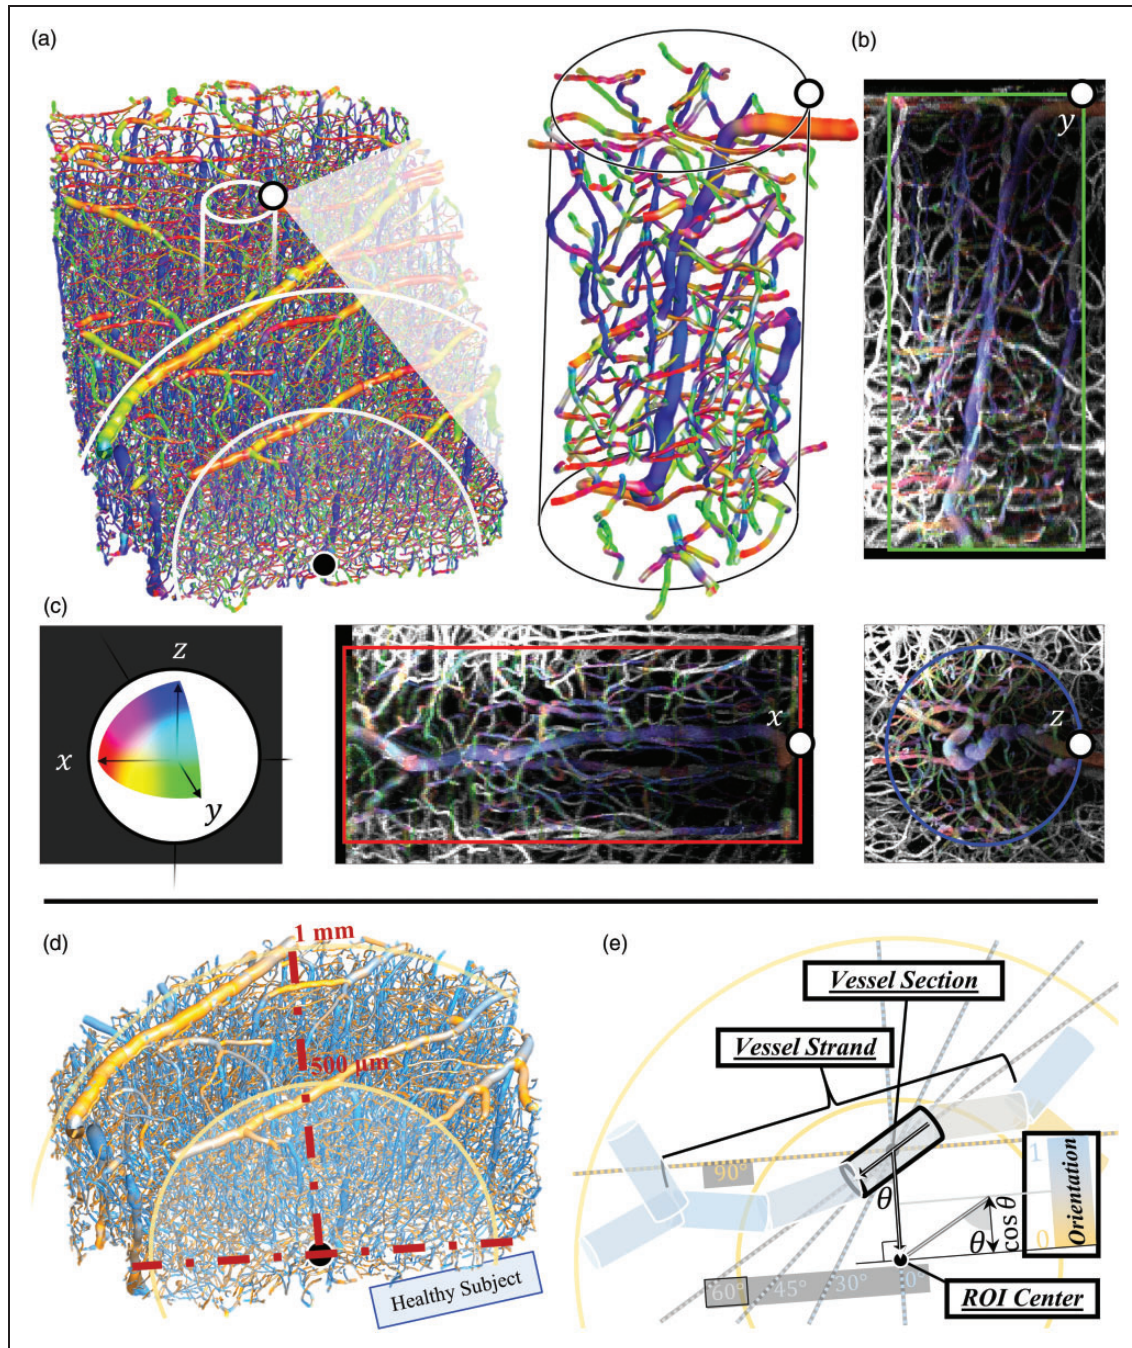 (a)
(b)
y
(c)
z
x
y
x
z
(d)
1 mm
500 μm
Healthy Subject
(e)
Vessel Section
Vessel Strand
90°
θ
1
0
Orientation
θ
cos θ
60° 45° 30° 0°
ROI Center